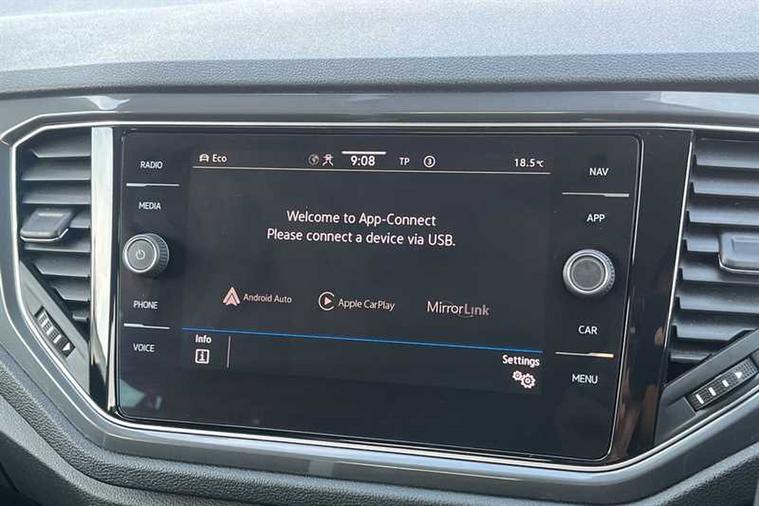 RADIO
MEDIA
PHONE
VOICE
Eco 9:08 TP 3 18.5°C
Welcome to App-Connect
Please connect a device via USB.
Android Auto Apple CarPlay MirrorLink
Info
Settings
NAV
APP
CAR
MENU